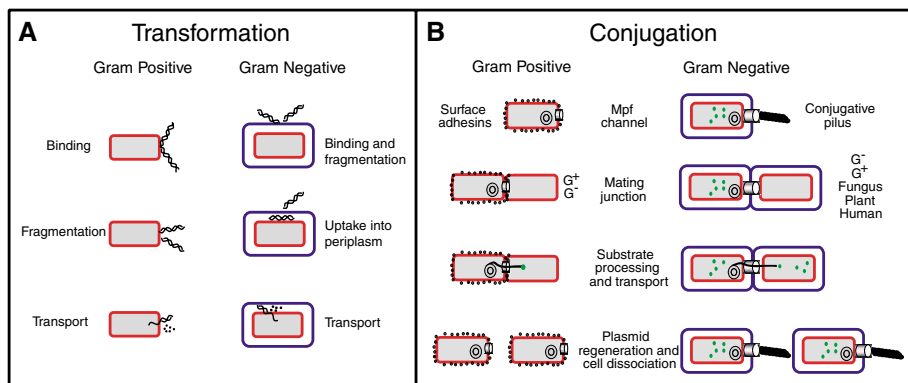 A
Transformation
Gram Positive
Gram Negative
Binding
Binding and
fragmentation
Fragmentation
Uptake into
periplasm
Transport
Transport
B
Conjugation
Gram Positive
Gram Negative
Surface
adhesins
Mpf
channel
Conjugative
pilus
G+
G-
Mating
junction
G-
G+
Fungus
Plant
Human
Substrate
processing
and transport
Plasmid
regeneration and
cell dissociation